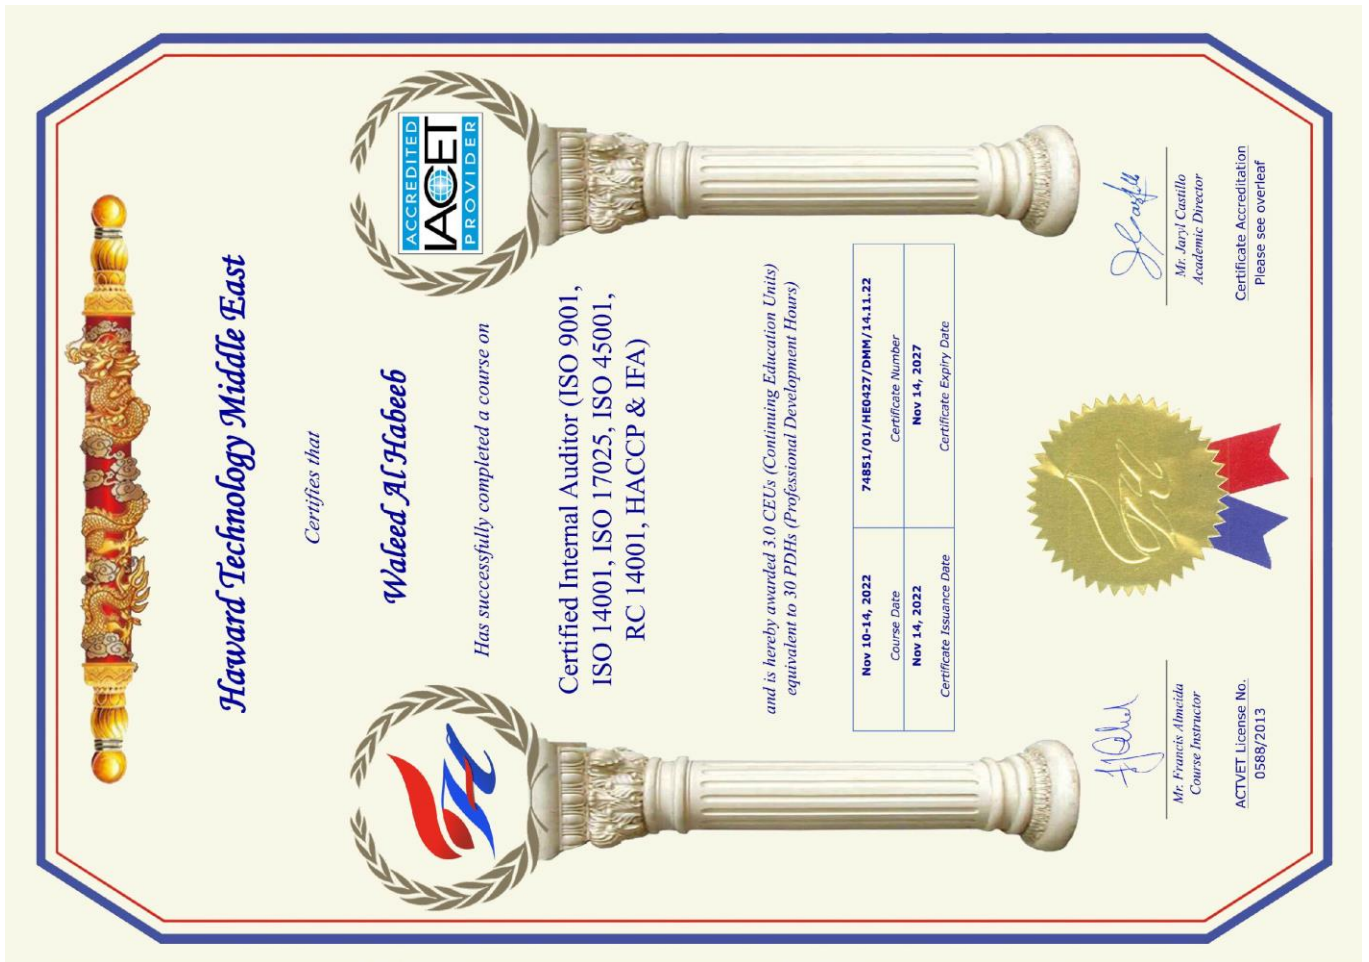 ACCREDITED
IACET
PROVIDER
Haward Technology Middle East
Certifies that
Waleed Al Habeeb
Has successfully completed a course on
Certified Internal Auditor (ISO 9001,
ISO 14001, ISO 17025, ISO 45001,
RC 14001, HACCP & IFA)
and is hereby awarded 3.0 CEUs (Continuing Education Units)
equivalent to 30 PDHs (Professional Development Hours)
Nov 10-14, 2022
Course Date
74851/01/HE0427/DMM/14.11.22
Certificate Number
Nov 14, 2022
Certificate Issuance Date
Nov 14, 2027
Certificate Expiry Date
Mr. Francis Almeida
Course Instructor
Mr. Jaryl Castillo
Academic Director
ACTVET License No.
0588/2013
Certificate Accreditation
Please see overleaf